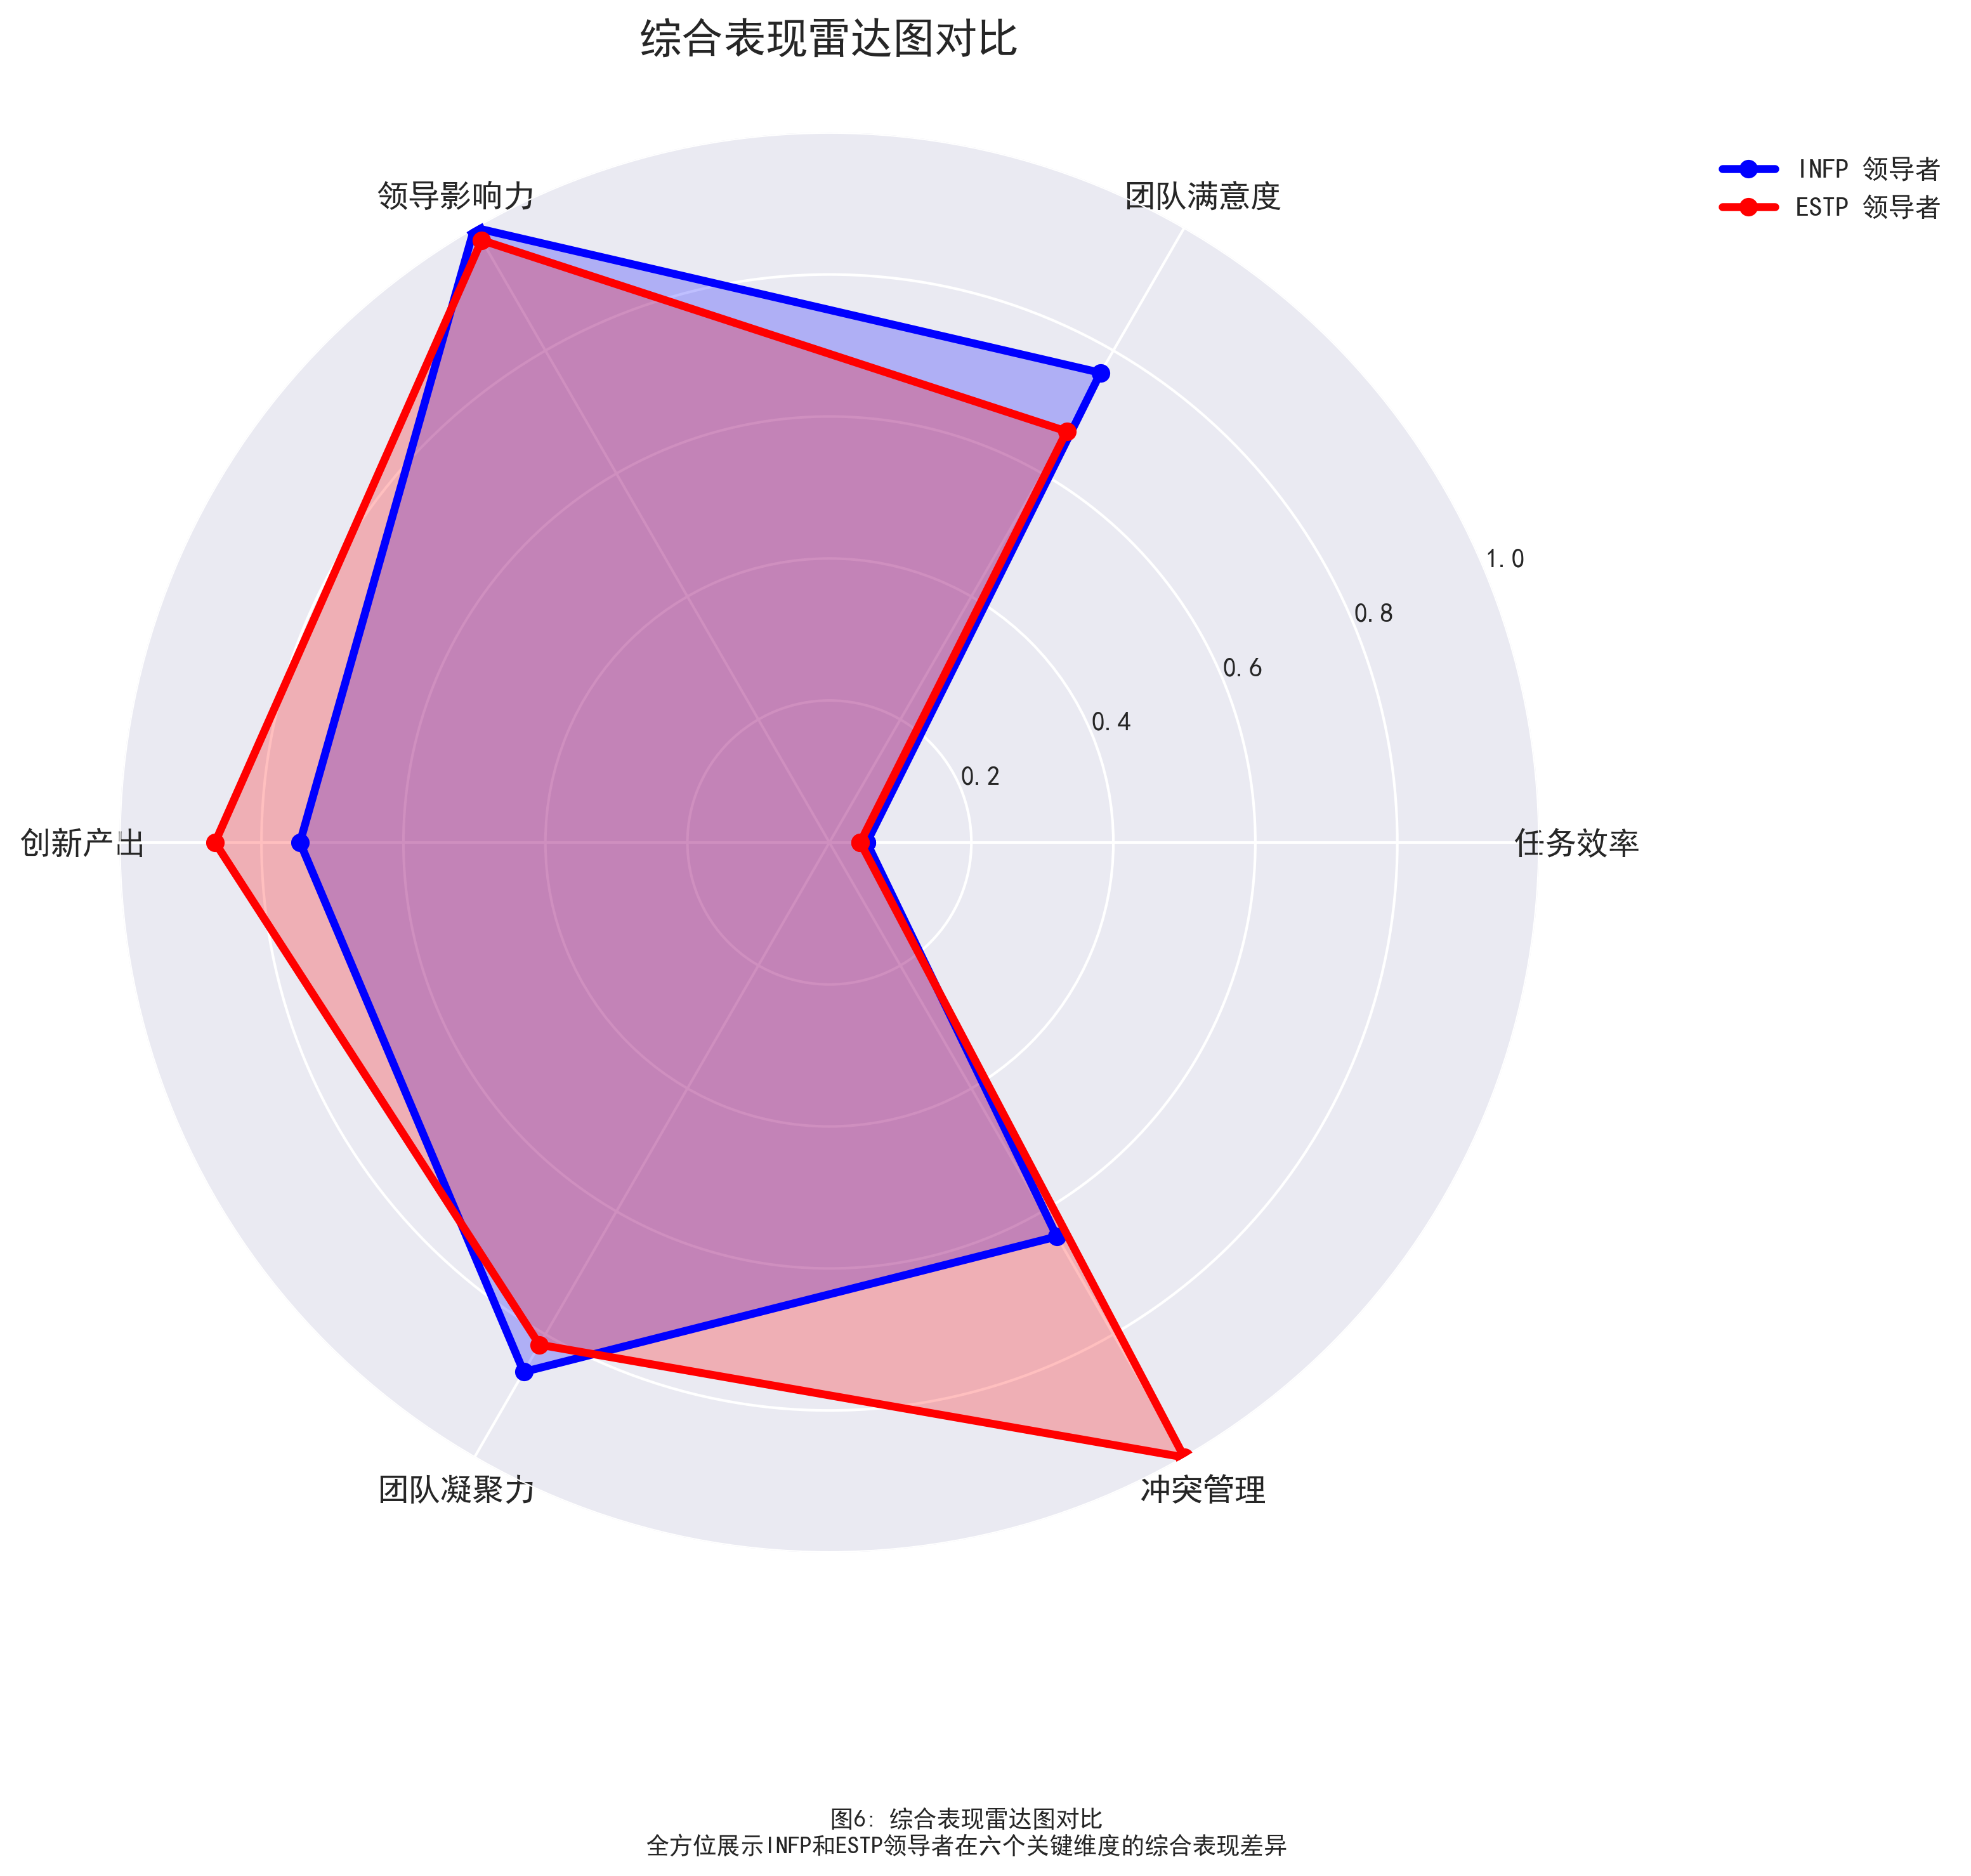 综合表现雷达图对比
INFP 领导者
ESTP 领导者
领导影响力
团队满意度
1.0
0.8
0.6
0.4
0.2
创新产出
任务效率
团队凝聚力
冲突管理
图6: 综合表现雷达图对比
全方位展示INFP和ESTP领导者在六个关键维度的综合表现差异